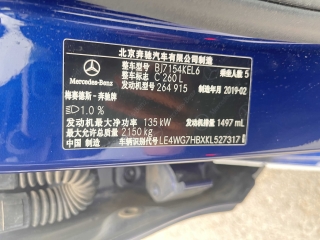 北京奔驰汽车有限公司制造
整车型号 BJ7154KEL6 乘坐人数 5
整车型号 C 260 L
发动机型号 264 915 制造年月 2019-02
Mercedes-Benz
梅赛德斯-奔驰牌
1.0 %
发动机最大净功率 135 kW 发动机排量 1497 mL
最大允许总质量 2150 kg
中国制造 车辆识别代号 LE4WG7HBXKL527317